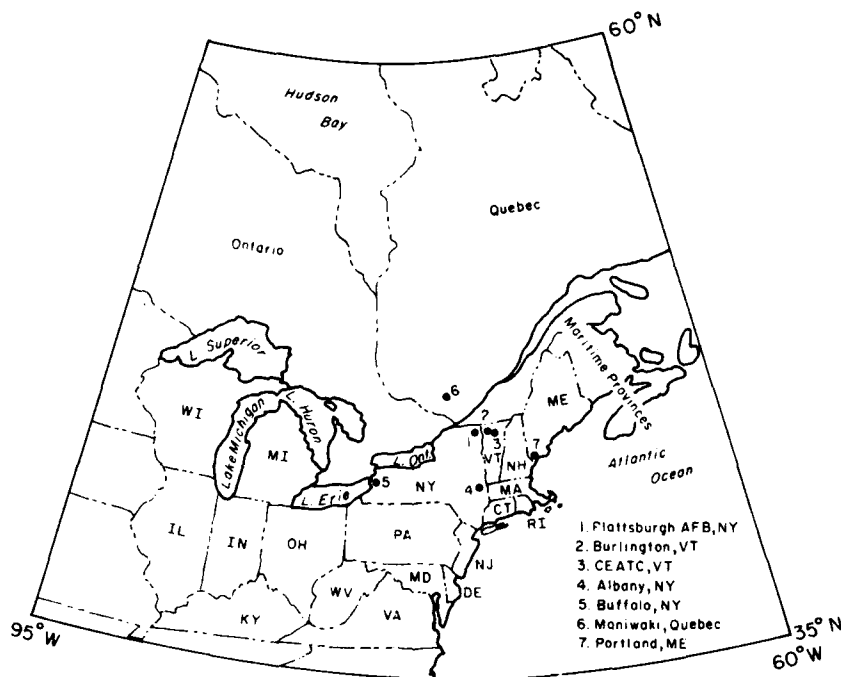 60°N
Hudson
Bay
Quebec
Ontario
L. Superior
Maritime Provinces
6
WI
Lake Michigan
L. Huron
ME
MI
1
2
3
VT
7
NH
L. Ont.
Atlantic
Ocean
L. Erie
5
NY
4
MA
CT
RI
IL
IN
OH
PA
NJ
WV
MD
DE
KY
VA
1. Plattsburgh AFB, NY
2. Burlington, VT
3. CEATC, VT
4. Albany, NY
5. Buffalo, NY
6. Maniwaki, Quebec
7. Portland, ME
95°W
35°N
60°W